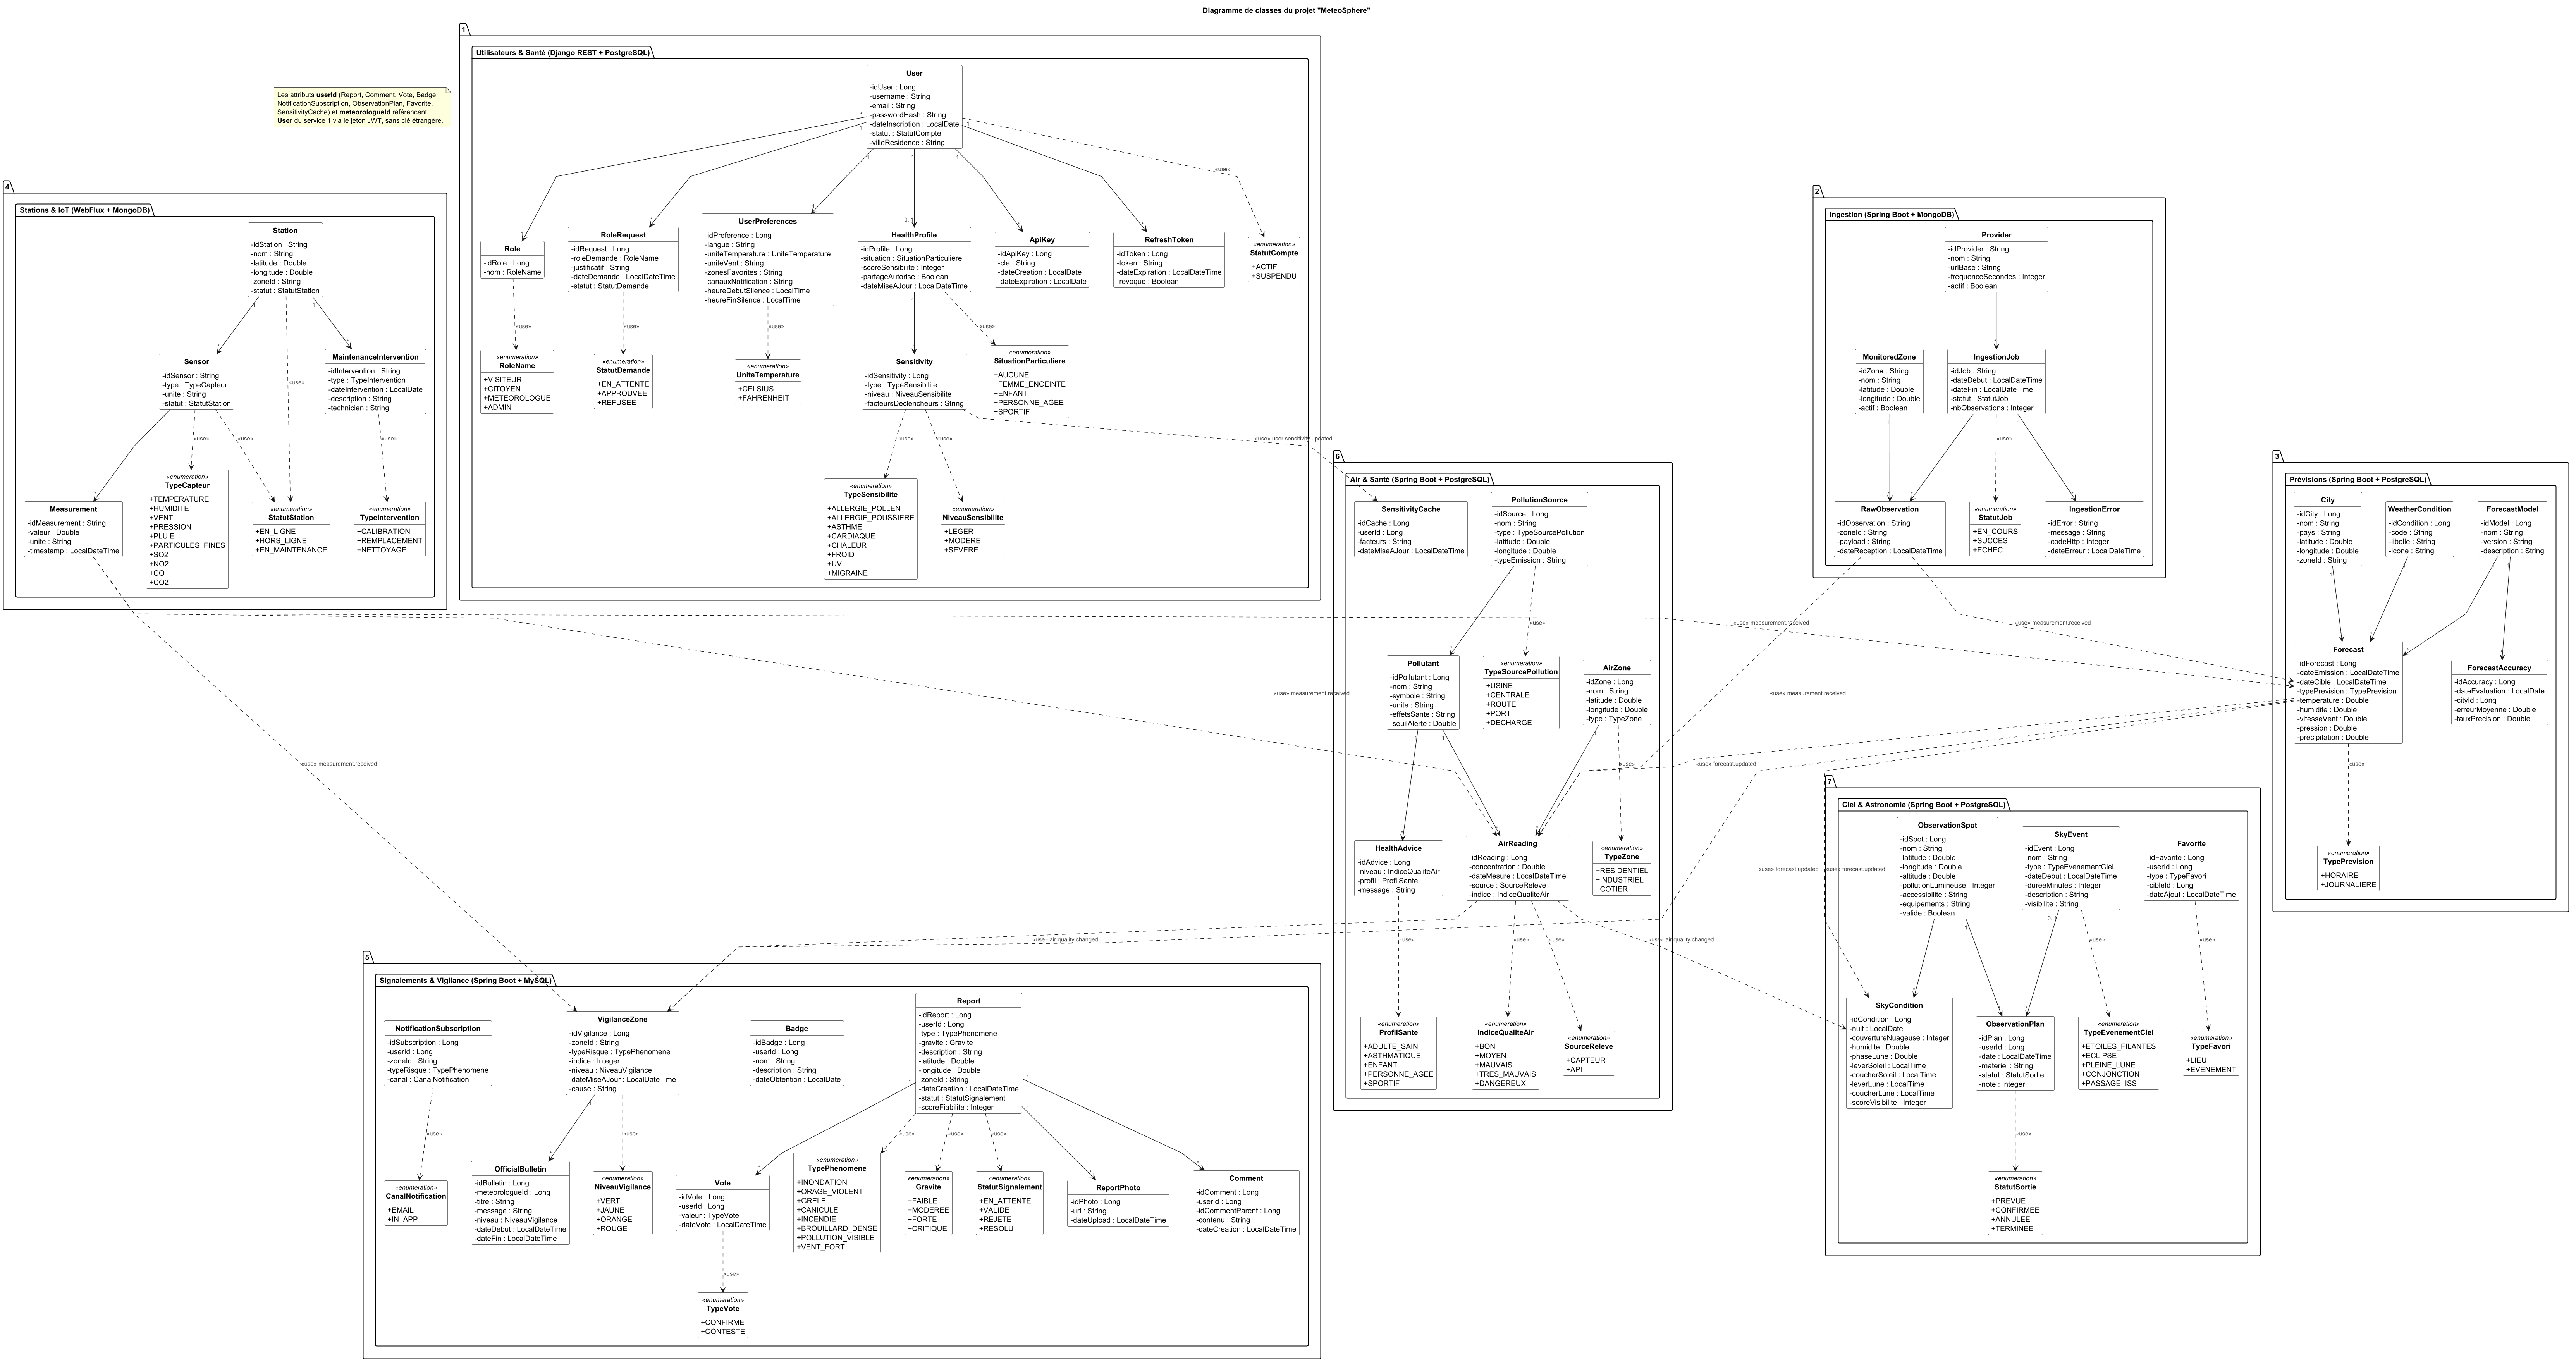 Diagramme de classes du projet "MeteoSphere"
Les attributs userId (Report, Comment, Vote, Badge,
NotificationSubscription, ObservationPlan, Favorite,
SensitivityCache) et meteorologueId référencent
User du service 1 via le jeton JWT, sans clé étrangère.
1
Utilisateurs & Santé (Django REST + PostgreSQL)
User
-idUser : Long
-username : String
-email : String
-passwordHash : String
-dateInscription : LocalDate
-statut : StatutCompte
-villeResidence : String
Role
-idRole : Long
-nom : RoleName
RoleRequest
-idRequest : Long
-roleDemande : RoleName
-justificatif : String
-dateDemande : LocalDateTime
-statut : StatutDemande
UserPreferences
-idPreference : Long
-langue : String
-uniteTemperature : UniteTemperature
-uniteVent : String
-zonesFavorites : String
-canauxNotification : String
-heureDebutSilence : LocalTime
-heureFinSilence : LocalTime
HealthProfile
-idProfile : Long
-situation : SituationParticuliere
-scoreSensibilite : Integer
-partageAutorise : Boolean
-dateMiseAJour : LocalDateTime
ApiKey
-idApiKey : Long
-cle : String
-dateCreation : LocalDate
-dateExpiration : LocalDate
RefreshToken
-idToken : Long
-token : String
-dateExpiration : LocalDateTime
-revoque : Boolean
«enumeration»
StatutCompte
+ACTIF
+SUSPENDU
«enumeration»
RoleName
+VISITEUR
+CITOYEN
+METEOROLOGUE
+ADMIN
«enumeration»
StatutDemande
+EN_ATTENTE
+APPROUVEE
+REFUSEE
«enumeration»
UniteTemperature
+CELSIUS
+FAHRENHEIT
Sensitivity
-idSensitivity : Long
-type : TypeSensibilite
-niveau : NiveauSensibilite
-facteursDeclencheurs : String
«enumeration»
SituationParticuliere
+AUCUNE
+FEMME_ENCEINTE
+ENFANT
+PERSONNE_AGEE
+SPORTIF
«enumeration»
TypeSensibilite
+ALLERGIE_POLLEN
+ALLERGIE_POUSSIERE
+ASTHME
+CARDIAQUE
+CHALEUR
+FROID
+UV
+MIGRAINE
«enumeration»
NiveauSensibilite
+LEGER
+MODERE
+SEVERE
«use» user.sensitivity.updated
4
Stations & IoT (WebFlux + MongoDB)
Station
-idStation : String
-nom : String
-latitude : Double
-longitude : Double
-zoneId : String
-statut : StatutStation
Sensor
-idSensor : String
-type : TypeCapteur
-unite : String
-statut : StatutStation
MaintenanceIntervention
-idIntervention : String
-type : TypeIntervention
-dateIntervention : LocalDate
-description : String
-technicien : String
Measurement
-idMeasurement : String
-valeur : Double
-unite : String
-timestamp : LocalDateTime
«enumeration»
TypeCapteur
+TEMPERATURE
+HUMIDITE
+VENT
+PRESSION
+PLUIE
+PARTICULES_FINES
+SO2
+NO2
+CO
+CO2
«enumeration»
StatutStation
+EN_LIGNE
+HORS_LIGNE
+EN_MAINTENANCE
«enumeration»
TypeIntervention
+CALIBRATION
+REMPLACEMENT
+NETTOYAGE
2
Ingestion (Spring Boot + MongoDB)
Provider
-idProvider : String
-nom : String
-urlBase : String
-frequenceSecondes : Integer
-actif : Boolean
MonitoredZone
-idZone : String
-nom : String
-latitude : Double
-longitude : Double
-actif : Boolean
IngestionJob
-idJob : String
-dateDebut : LocalDateTime
-dateFin : LocalDateTime
-statut : StatutJob
-nbObservations : Integer
RawObservation
-idObservation : String
-zoneId : String
-payload : String
-dateReception : LocalDateTime
«enumeration»
StatutJob
+EN_COURS
+SUCCES
+ECHEC
IngestionError
-idError : String
-message : String
-codeHttp : Integer
-dateErreur : LocalDateTime
3
Prévisions (Spring Boot + PostgreSQL)
City
-idCity : Long
-nom : String
-pays : String
-latitude : Double
-longitude : Double
-zoneId : String
WeatherCondition
-idCondition : Long
-code : String
-libelle : String
-icone : String
ForecastModel
-idModel : Long
-nom : String
-version : String
-description : String
Forecast
-idForecast : Long
-dateEmission : LocalDateTime
-dateCible : LocalDateTime
-typePrevision : TypePrevision
-temperature : Double
-humidite : Double
-vitesseVent : Double
-pression : Double
-precipitation : Double
ForecastAccuracy
-idAccuracy : Long
-dateEvaluation : LocalDate
-cityId : Long
-erreurMoyenne : Double
-tauxPrecision : Double
«enumeration»
TypePrevision
+HORAIRE
+JOURNALIERE
6
Air & Santé (Spring Boot + PostgreSQL)
SensitivityCache
-idCache : Long
-userId : Long
-facteurs : String
-dateMiseAJour : LocalDateTime
PollutionSource
-idSource : Long
-nom : String
-type : TypeSourcePollution
-latitude : Double
-longitude : Double
-typeEmission : String
Pollutant
-idPollutant : Long
-nom : String
-symbole : String
-unite : String
-effetsSante : String
-seuilAlerte : Double
«enumeration»
TypeSourcePollution
+USINE
+CENTRALE
+ROUTE
+PORT
+DECHARGE
AirZone
-idZone : Long
-nom : String
-latitude : Double
-longitude : Double
-type : TypeZone
HealthAdvice
-idAdvice : Long
-niveau : IndiceQualiteAir
-profil : ProfilSante
-message : String
AirReading
-idReading : Long
-concentration : Double
-dateMesure : LocalDateTime
-source : SourceReleve
-indice : IndiceQualiteAir
«enumeration»
TypeZone
+RESIDENTIEL
+INDUSTRIEL
+COTIER
«enumeration»
ProfilSante
+ADULTE_SAIN
+ASTHMATIQUE
+ENFANT
+PERSONNE_AGEE
+SPORTIF
«enumeration»
IndiceQualiteAir
+BON
+MOYEN
+MAUVAIS
+TRES_MAUVAIS
+DANGEREUX
«enumeration»
SourceReleve
+CAPTEUR
+API
«use» measurement.received
«use» measurement.received
«use» measurement.received
«use» measurement.received
«use» measurement.received
«use» forecast.updated
«use» forecast.updated
«use» forecast.updated
«use» air.quality.changed
«use» air.quality.changed
7
Ciel & Astronomie (Spring Boot + PostgreSQL)
ObservationSpot
-idSpot : Long
-nom : String
-latitude : Double
-longitude : Double
-altitude : Double
-pollutionLumineuse : Integer
-accessibilite : String
-equipements : String
-valide : Boolean
SkyEvent
-idEvent : Long
-nom : String
-type : TypeEvenementCiel
-dateDebut : LocalDateTime
-dureeMinutes : Integer
-description : String
-visibilite : String
Favorite
-idFavorite : Long
-userId : Long
-type : TypeFavori
-cibleId : Long
-dateAjout : LocalDateTime
SkyCondition
-idCondition : Long
-nuit : LocalDate
-couvertureNuageuse : Integer
-humidite : Double
-phaseLune : Double
-leverSoleil : LocalTime
-coucherSoleil : LocalTime
-leverLune : LocalTime
-coucherLune : LocalTime
-scoreVisibilite : Integer
ObservationPlan
-idPlan : Long
-userId : Long
-date : LocalDateTime
-materiel : String
-statut : StatutSortie
-note : Integer
«enumeration»
TypeEvenementCiel
+ETOILES_FILANTES
+ECLIPSE
+PLEINE_LUNE
+CONJONCTION
+PASSAGE_ISS
«enumeration»
TypeFavori
+LIEU
+EVENEMENT
«enumeration»
StatutSortie
+PREVUE
+CONFIRMEE
+ANNULEE
+TERMINEE
5
Signalements & Vigilance (Spring Boot + MySQL)
NotificationSubscription
-idSubscription : Long
-userId : Long
-zoneId : String
-typeRisque : TypePhenomene
-canal : CanalNotification
VigilanceZone
-idVigilance : Long
-zoneId : String
-typeRisque : TypePhenomene
-indice : Integer
-niveau : NiveauVigilance
-dateMiseAJour : LocalDateTime
-cause : String
Badge
-idBadge : Long
-userId : Long
-nom : String
-description : String
-dateObtention : LocalDate
Report
-idReport : Long
-userId : Long
-type : TypePhenomene
-gravite : Gravite
-description : String
-latitude : Double
-longitude : Double
-zoneId : String
-dateCreation : LocalDateTime
-statut : StatutSignalement
-scoreFiabilite : Integer
«enumeration»
CanalNotification
+EMAIL
+IN_APP
OfficialBulletin
-idBulletin : Long
-meteorologueId : Long
-titre : String
-message : String
-niveau : NiveauVigilance
-dateDebut : LocalDateTime
-dateFin : LocalDateTime
«enumeration»
NiveauVigilance
+VERT
+JAUNE
+ORANGE
+ROUGE
Vote
-idVote : Long
-userId : Long
-valeur : TypeVote
-dateVote : LocalDateTime
«enumeration»
TypePhenomene
+INONDATION
+ORAGE_VIOLENT
+GRELE
+CANICULE
+INCENDIE
+BROUILLARD_DENSE
+POLLUTION_VISIBLE
+VENT_FORT
«enumeration»
Gravite
+FAIBLE
+MODEREE
+FORTE
+CRITIQUE
«enumeration»
StatutSignalement
+EN_ATTENTE
+VALIDE
+REJETE
+RESOLU
ReportPhoto
-idPhoto : Long
-url : String
-dateUpload : LocalDateTime
Comment
-idComment : Long
-userId : Long
-idCommentParent : Long
-contenu : String
-dateCreation : LocalDateTime
«enumeration»
TypeVote
+CONFIRME
+CONTESTE